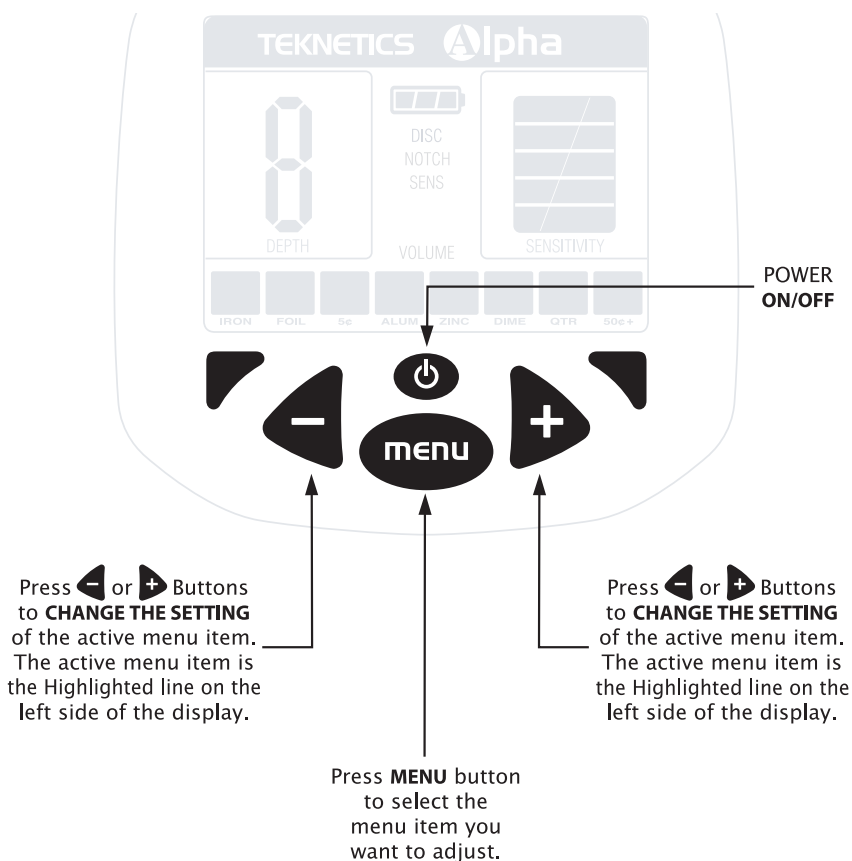 TEKNETICS Alpha
DISC
NOTCH
SENS
DEPTH
VOLUME
SENSITIVITY
IRON FOIL 5¢ ALUM ZINC DIME QTR 50¢+
POWER
ON/OFF
-
menu
+
Press - or + Buttons
to CHANGE THE SETTING
of the active menu item.
The active menu item is
the Highlighted line on the
left side of the display.
Press - or + Buttons
to CHANGE THE SETTING
of the active menu item.
The active menu item is
the Highlighted line on the
left side of the display.
Press MENU button
to select the
menu item you
want to adjust.